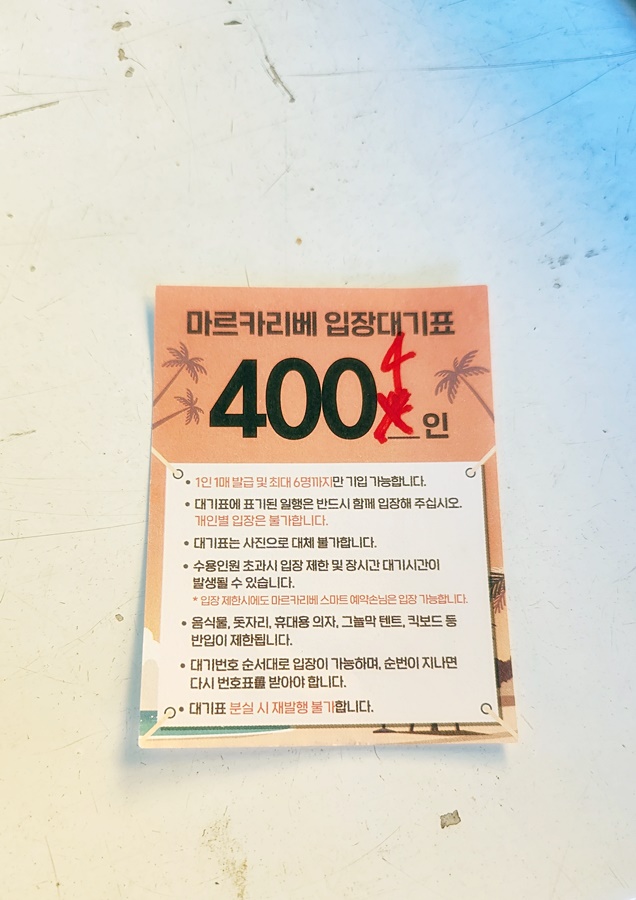 마르카리베 입장대기표
4
400 인
• 1인 1매 발급 및 최대 6명까지만 기입 가능합니다.
• 대기표에 표기된 일행은 반드시 함께 입장해 주십시오.
개인별 입장은 불가합니다.
• 대기표는 사진으로 대체 불가합니다.
• 수용인원 초과시 입장 제한 및 장시간 대기시간이
발생될 수 있습니다.
* 입장 제한시에도 마르카리베 스마트 예약손님은 입장 가능합니다.
• 음식물, 돗자리, 휴대용 의자, 그늘막 텐트, 킥보드 등
반입이 제한됩니다.
• 대기번호 순서대로 입장이 가능하며, 순번이 지나면
다시 번호표를 받아야 합니다.
• 대기표 분실 시 재발행 불가합니다.